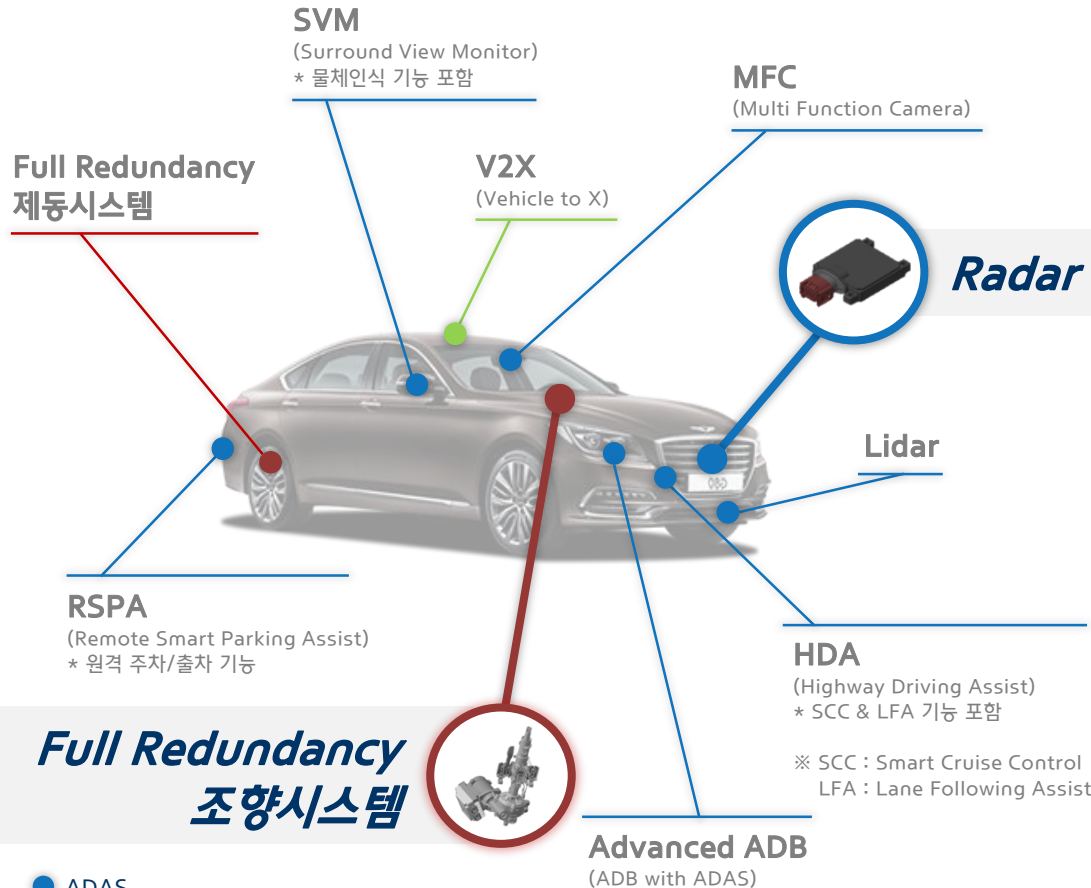 SVM
(Surround View Monitor)
* 물체인식 기능 포함
MFC
(Multi Function Camera)
Full Redundancy
제동시스템
V2X
(Vehicle to X)
Radar
Lidar
RSPA
(Remote Smart Parking Assist)
* 원격 주차/출차 기능
HDA
(Highway Driving Assist)
* SCC & LFA 기능 포함
※ SCC : Smart Cruise Control
LFA : Lane Following Assist
Full Redundancy
조향시스템
Advanced ADB
(ADB with ADAS)
ADAS
G80